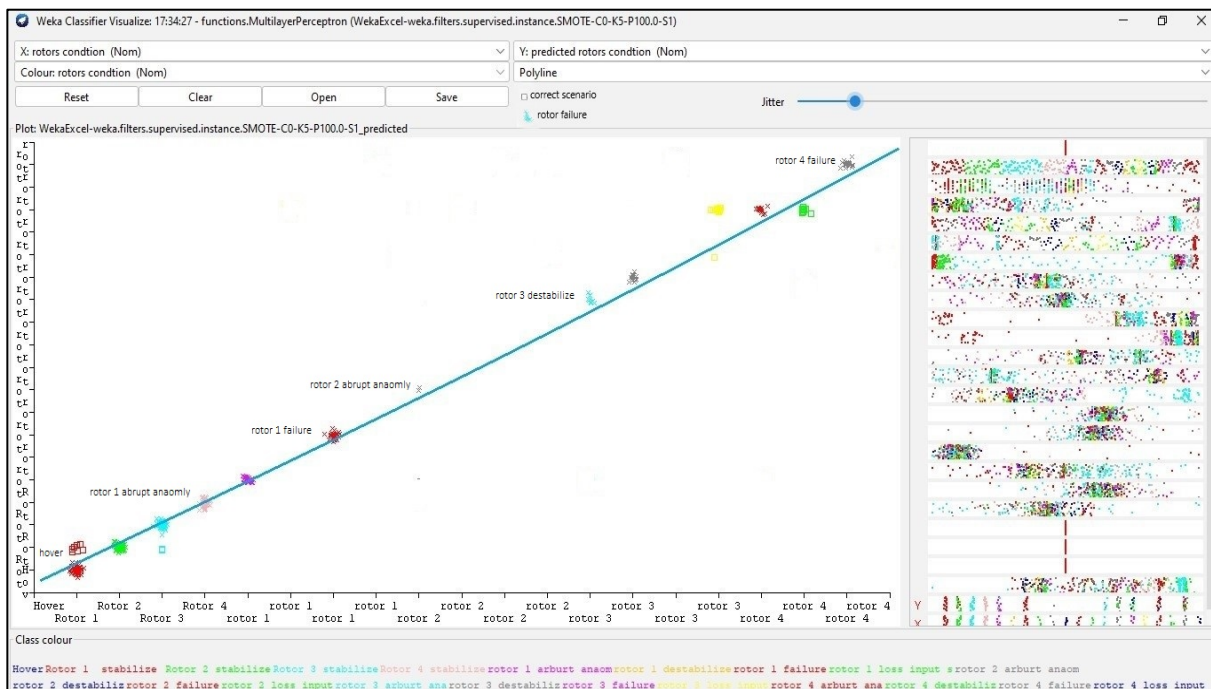 Weka Classifier Visualize: 17:34:27 - functions.MultilayerPerceptron (WekaExcel-weka.filters.supervised.instance.SMOTE-C0-K5-P100.0-S1)
X: rotors condtion (Nom)
Y: predicted rotors condtion (Nom)
Colour: rotors condtion (Nom)
Polyline
Reset
Clear
Open
Save
correct scenario
rotor failure
Jitter
Plot: WekaExcel-weka.filters.supervised.instance.SMOTE-C0-K5-P100.0-S1_predicted
rotor 4 failure
rotor 3 destabilize
rotor 2 abrupt anaomly
rotor 1 failure
rotor 1 abrupt anaomly
hover
Hover Rotor 2 Rotor 4 rotor 1 rotor 1 rotor 2 rotor 2 rotor 3 rotor 3 rotor 4 rotor 4
Rotor 1 Rotor 3 rotor 1 rotor 1 rotor 2 rotor 2 rotor 3 rotor 3 rotor 4 rotor 4
Y
Class colour
Hover Rotor 1 stabilize Rotor 2 stabilize Rotor 3 stabilize Rotor 4 stabilize rotor 1 arburt anaom rotor 1 destabilize rotor 1 failure rotor 1 loss input s rotor 2 arburt anaom
rotor 2 destabiliz rotor 2 failure rotor 2 loss input rotor 3 arburt ana rotor 3 destabiliz rotor 3 failure rotor 3 loss input rotor 4 arburt ana rotor 4 destabiliz rotor 4 failure rotor 4 loss input